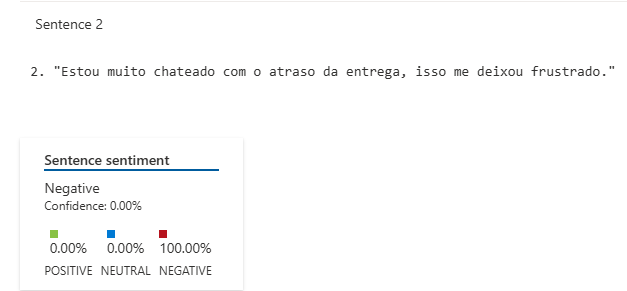 Sentence 2
2. "Estou muito chateado com o atraso da entrega, isso me deixou frustrado."
Sentence sentiment
Negative
Confidence: 0.00%
0.00% 0.00% 100.00%
POSITIVE NEUTRAL NEGATIVE